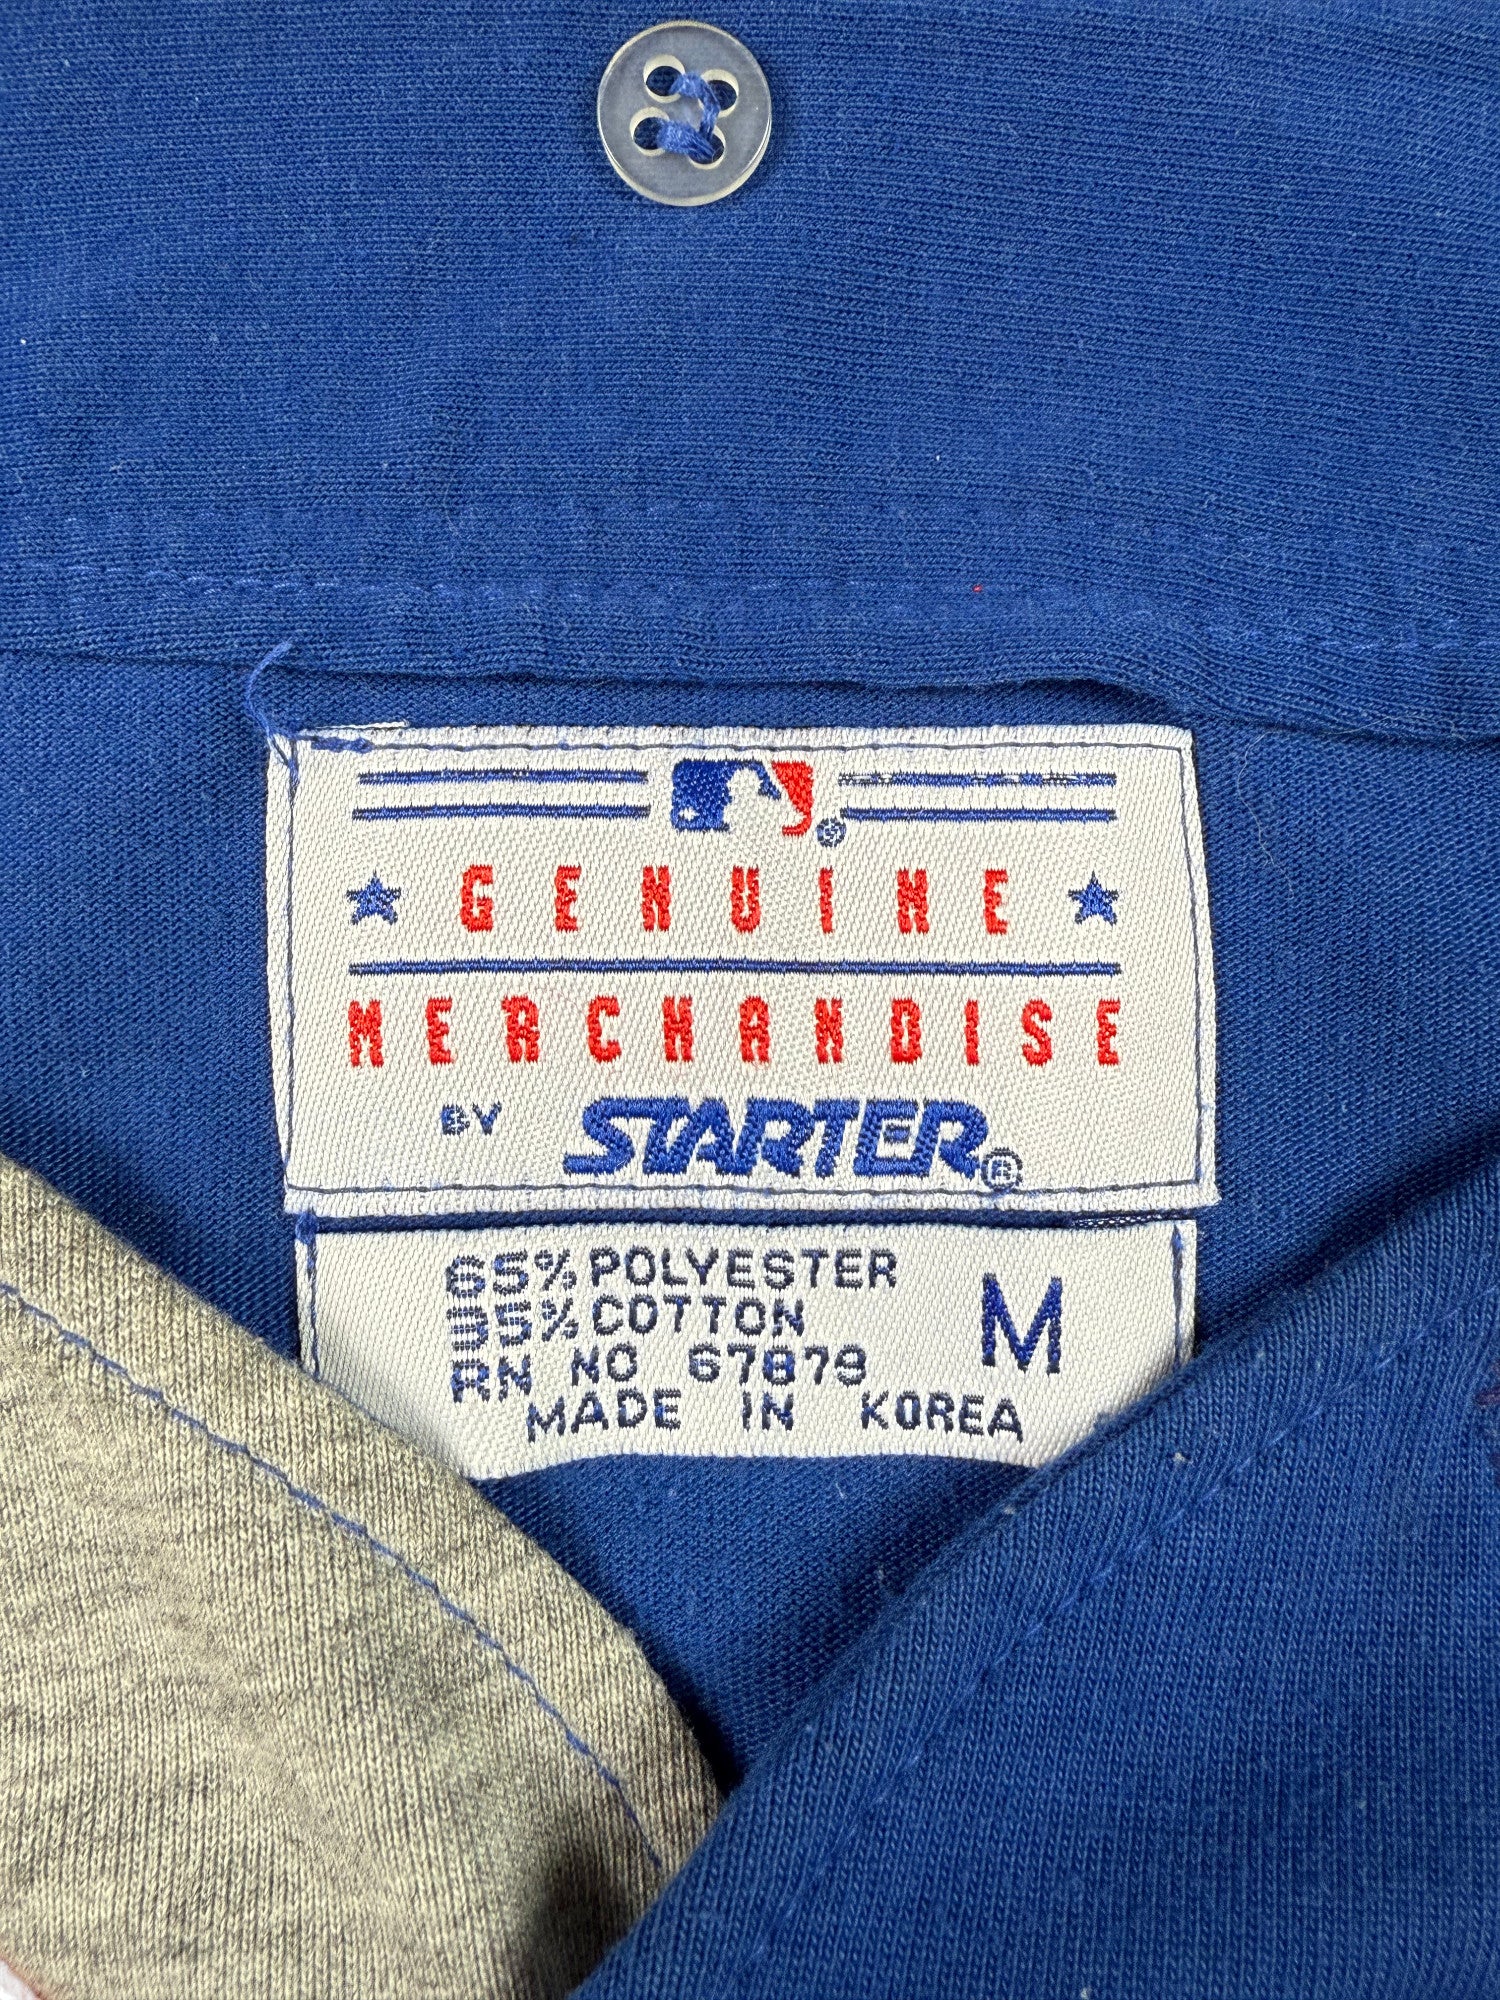 GENUINE
MERCHANDISE
BY STARTER®
65% POLYESTER
35% COTTON
RN NO 67879
MADE IN KOREA
M